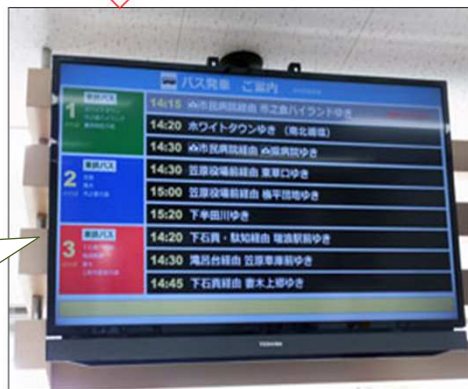 バス発車 ご案内
1
東鉄バス
14:15 市民病院経由 市之倉ハイランドゆき
14:20 ホワイトタウンゆき (南北循環)
14:30 市民病院経由 県病院ゆき
2
東鉄バス
14:30 笠原役場前経由 東草口ゆき
15:00 笠原役場前経由 梅平団地ゆき
15:20 下半田川ゆき
3
東鉄バス
14:20 下石・駄知経由 瑞浪駅前ゆき
14:30 滝呂台経由 笠原車庫前ゆき
14:45 下石経由 妻木上郷ゆき
TOSHIBA